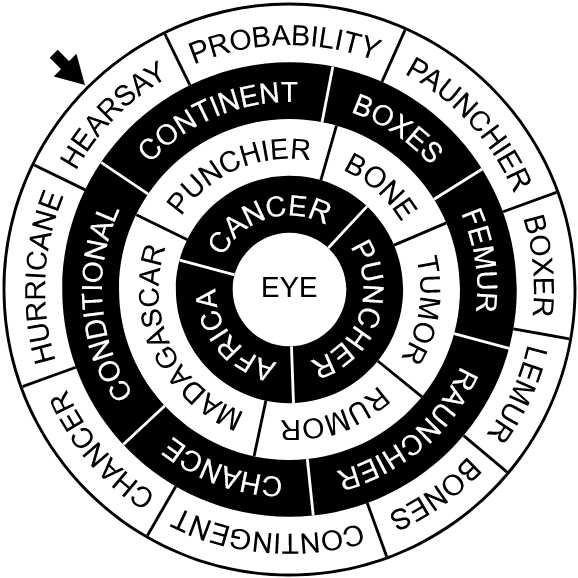 HEARSAY
PROBABILITY
PAUNCHIER
BOXER
LEMUR
BONES
CONTINGENT
CHANCER
HURRICANE
CONTINENT
BOXES
FEMUR
RAUNCHIER
CHANCE
CONDITIONAL
PUNCHIER
BONE
TUMOR
RUMOR
MADAGASCAR
CANCER
PUNCHER
AFRICA
EYE